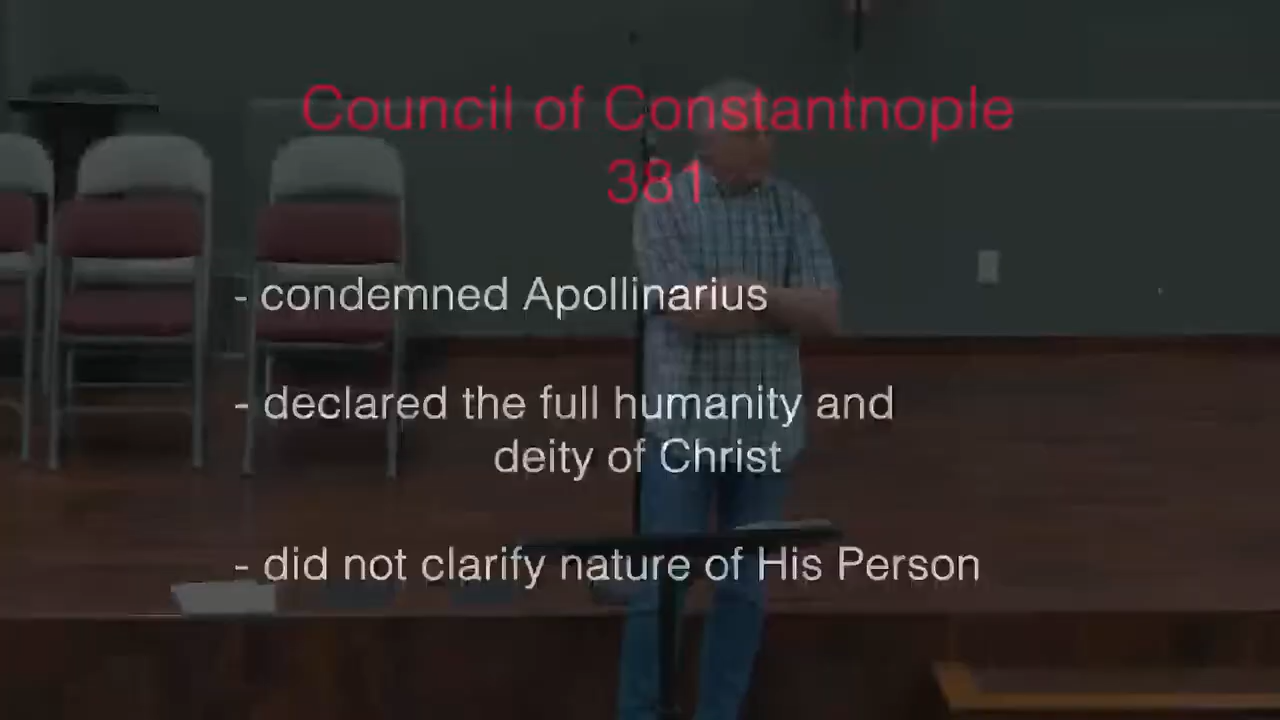 Council of Constantnople
381
- condemned Apollinarius
- declared the full humanity and
deity of Christ
- did not clarify nature of His Person